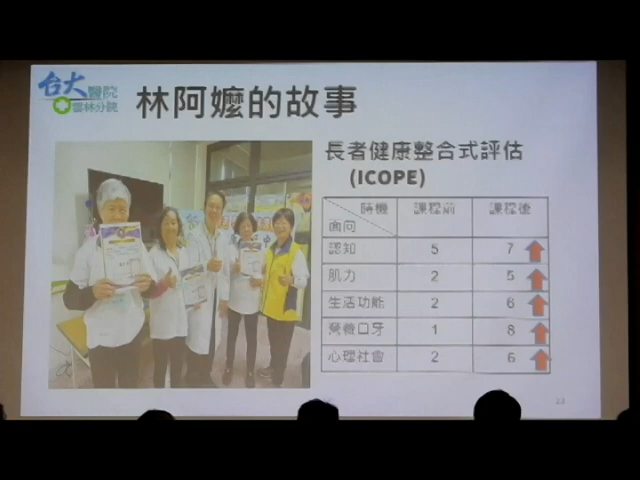 台大醫院
雲林分院
林阿嬤的故事
長者健康整合式評估
(ICOPE)
時機 課程前 課程後
面向
認知 5 7
肌力 2 5
生活功能 2 6
營養口牙 1 8
心理社會 2 6